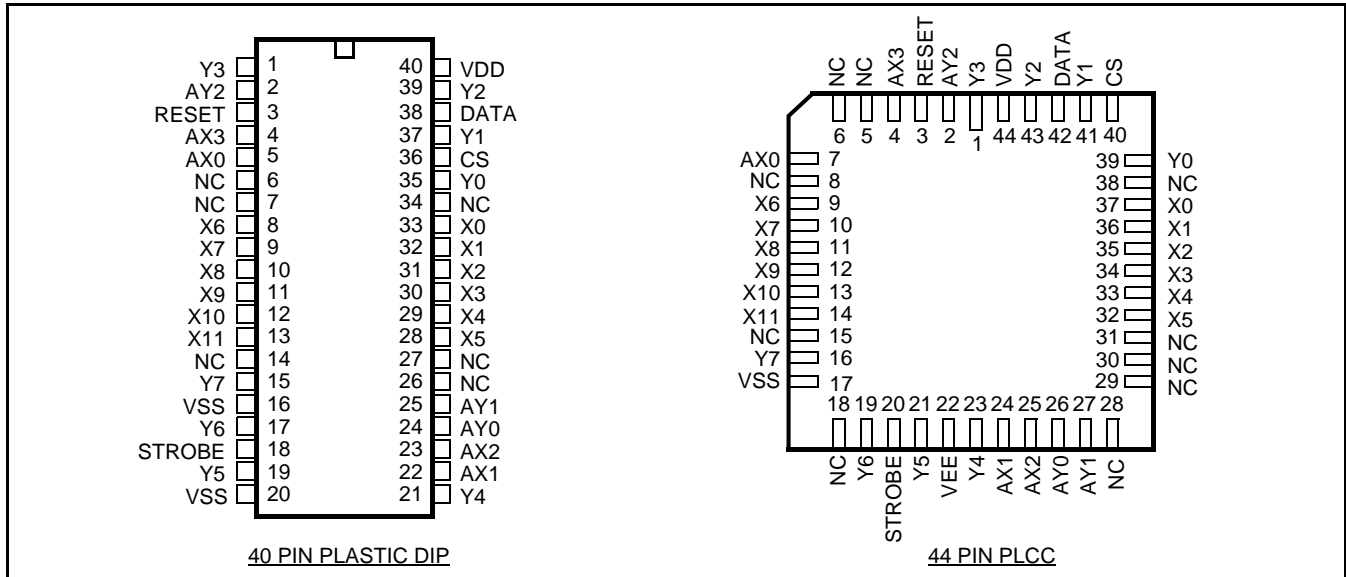 Y3 1 40 VDD
AY2 2 39 Y2
RESET 3 38 DATA
AX3 4 37 Y1
AX0 5 36 CS
NC 6 35 Y0
NC 7 34 NC
X6 8 33 X0
X7 9 32 X1
X8 10 31 X2
X9 11 30 X3
X10 12 29 X4
X11 13 28 X5
NC 14 27 NC
Y7 15 26 NC
VSS 16 25 AY1
Y6 17 24 AY0
STROBE 18 23 AX2
Y5 19 22 AX1
VSS 20 21 Y4
40 PIN PLASTIC DIP
NC NC AX3 RESET AY2 Y3 VDD Y2 DATA Y1 CS
6 5 4 3 2 1 44 43 42 41 40
AX0 7 39 Y0
NC 8 38 NC
X6 9 37 X0
X7 10 36 X1
X8 11 35 X2
X9 12 34 X3
X10 13 33 X4
X11 14 32 X5
NC 15 31 NC
Y7 16 30 NC
VSS 17 29 NC
18 19 20 21 22 23 24 25 26 27 28
NC Y6 STROBE Y5 VEE Y4 AX1 AX2 AY0 AY1 NC
44 PIN PLCC